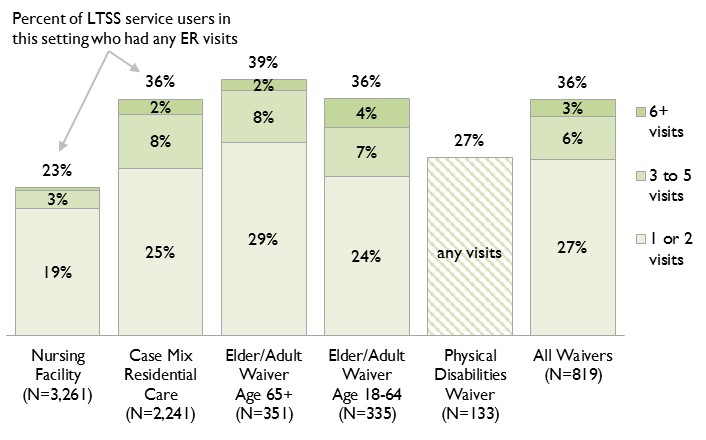 Percent of LTSS service users in
this setting who had any ER visits
23%
3%
19%
36%
2%
8%
25%
39%
2%
8%
29%
36%
4%
7%
24%
27%
any visits
36%
3%
6%
27%
6+
visits
3 to 5
visits
1 or 2
visits
Nursing
Facility
(N=3,261)
Case Mix
Residential
Care
(N=2,241)
Elder/Adult
Waiver
Age 65+
(N=351)
Elder/Adult
Waiver
Age 18-64
(N=335)
Physical
Disabilities
Waiver
(N=133)
All Waivers
(N=819)